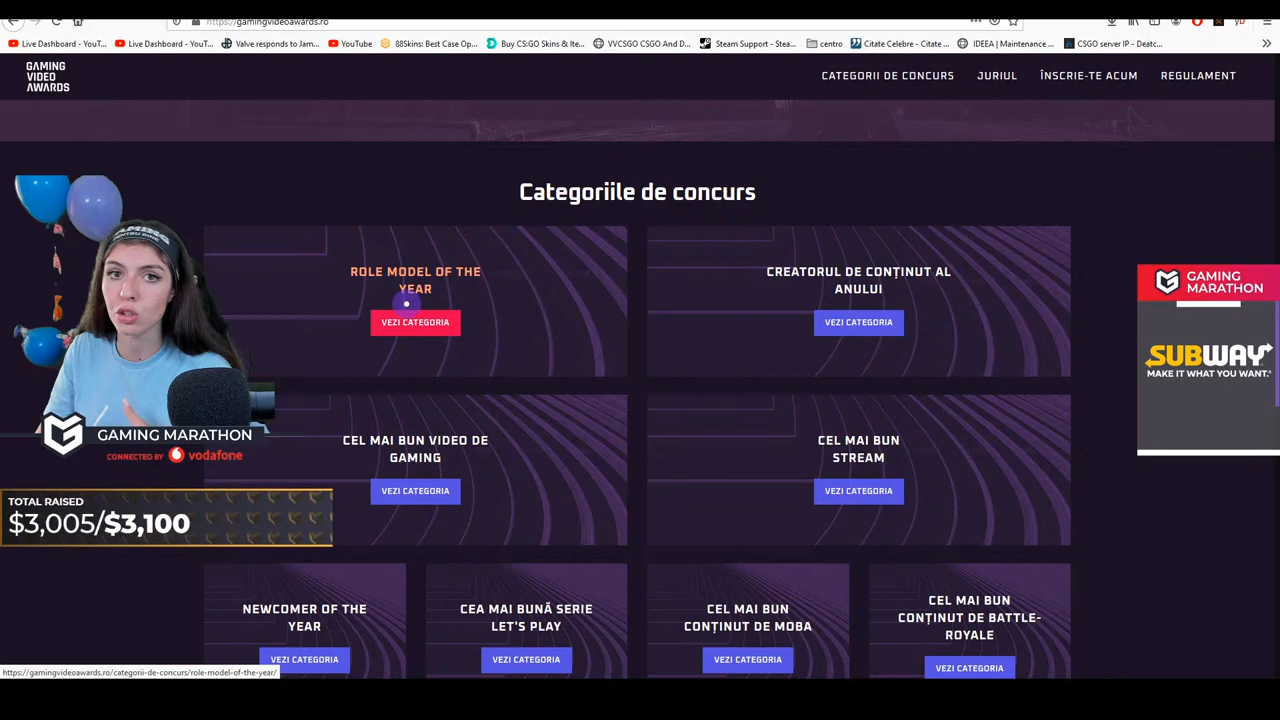 https://gamingvideoawards.ro
Live Dashboard - YouT...
Live Dashboard - YouT...
Valve responds to Jam...
YouTube
88Skins: Best Case Op...
Buy CS:GO Skins & Ite...
VVCSGO CSGO And D...
Steam Support - Stea...
centro
Citate Celebre - Citate ...
IDEEA | Maintenance ...
CSGO server IP - Deatc...
GAMING
VIDEO
AWARDS
CATEGORII DE CONCURS
JURIUL
ÎNSCRIE-TE ACUM
REGULAMENT
Categoriile de concurs
ROLE MODEL OF THE
YEAR
VEZI CATEGORIA
CREATORUL DE CONȚINUT AL
ANULUI
VEZI CATEGORIA
GAMING
PENTRU BINE
GAMING
MARATHON
SUBWAY
MAKE IT WHAT YOU WANT.
CEL MAI BUN VIDEO DE
GAMING
VEZI CATEGORIA
CEL MAI BUN
STREAM
VEZI CATEGORIA
GAMING MARATHON
CONNECTED BY vodafone
TOTAL RAISED
$3,005/$3,100
NEWCOMER OF THE
YEAR
VEZI CATEGORIA
CEA MAI BUNĂ SERIE
LET'S PLAY
VEZI CATEGORIA
CEL MAI BUN
CONȚINUT DE MOBA
VEZI CATEGORIA
CEL MAI BUN
CONȚINUT DE BATTLE-
ROYALE
VEZI CATEGORIA
https://gamingvideoawards.ro/categorii-de-concurs/role-model-of-the-year/